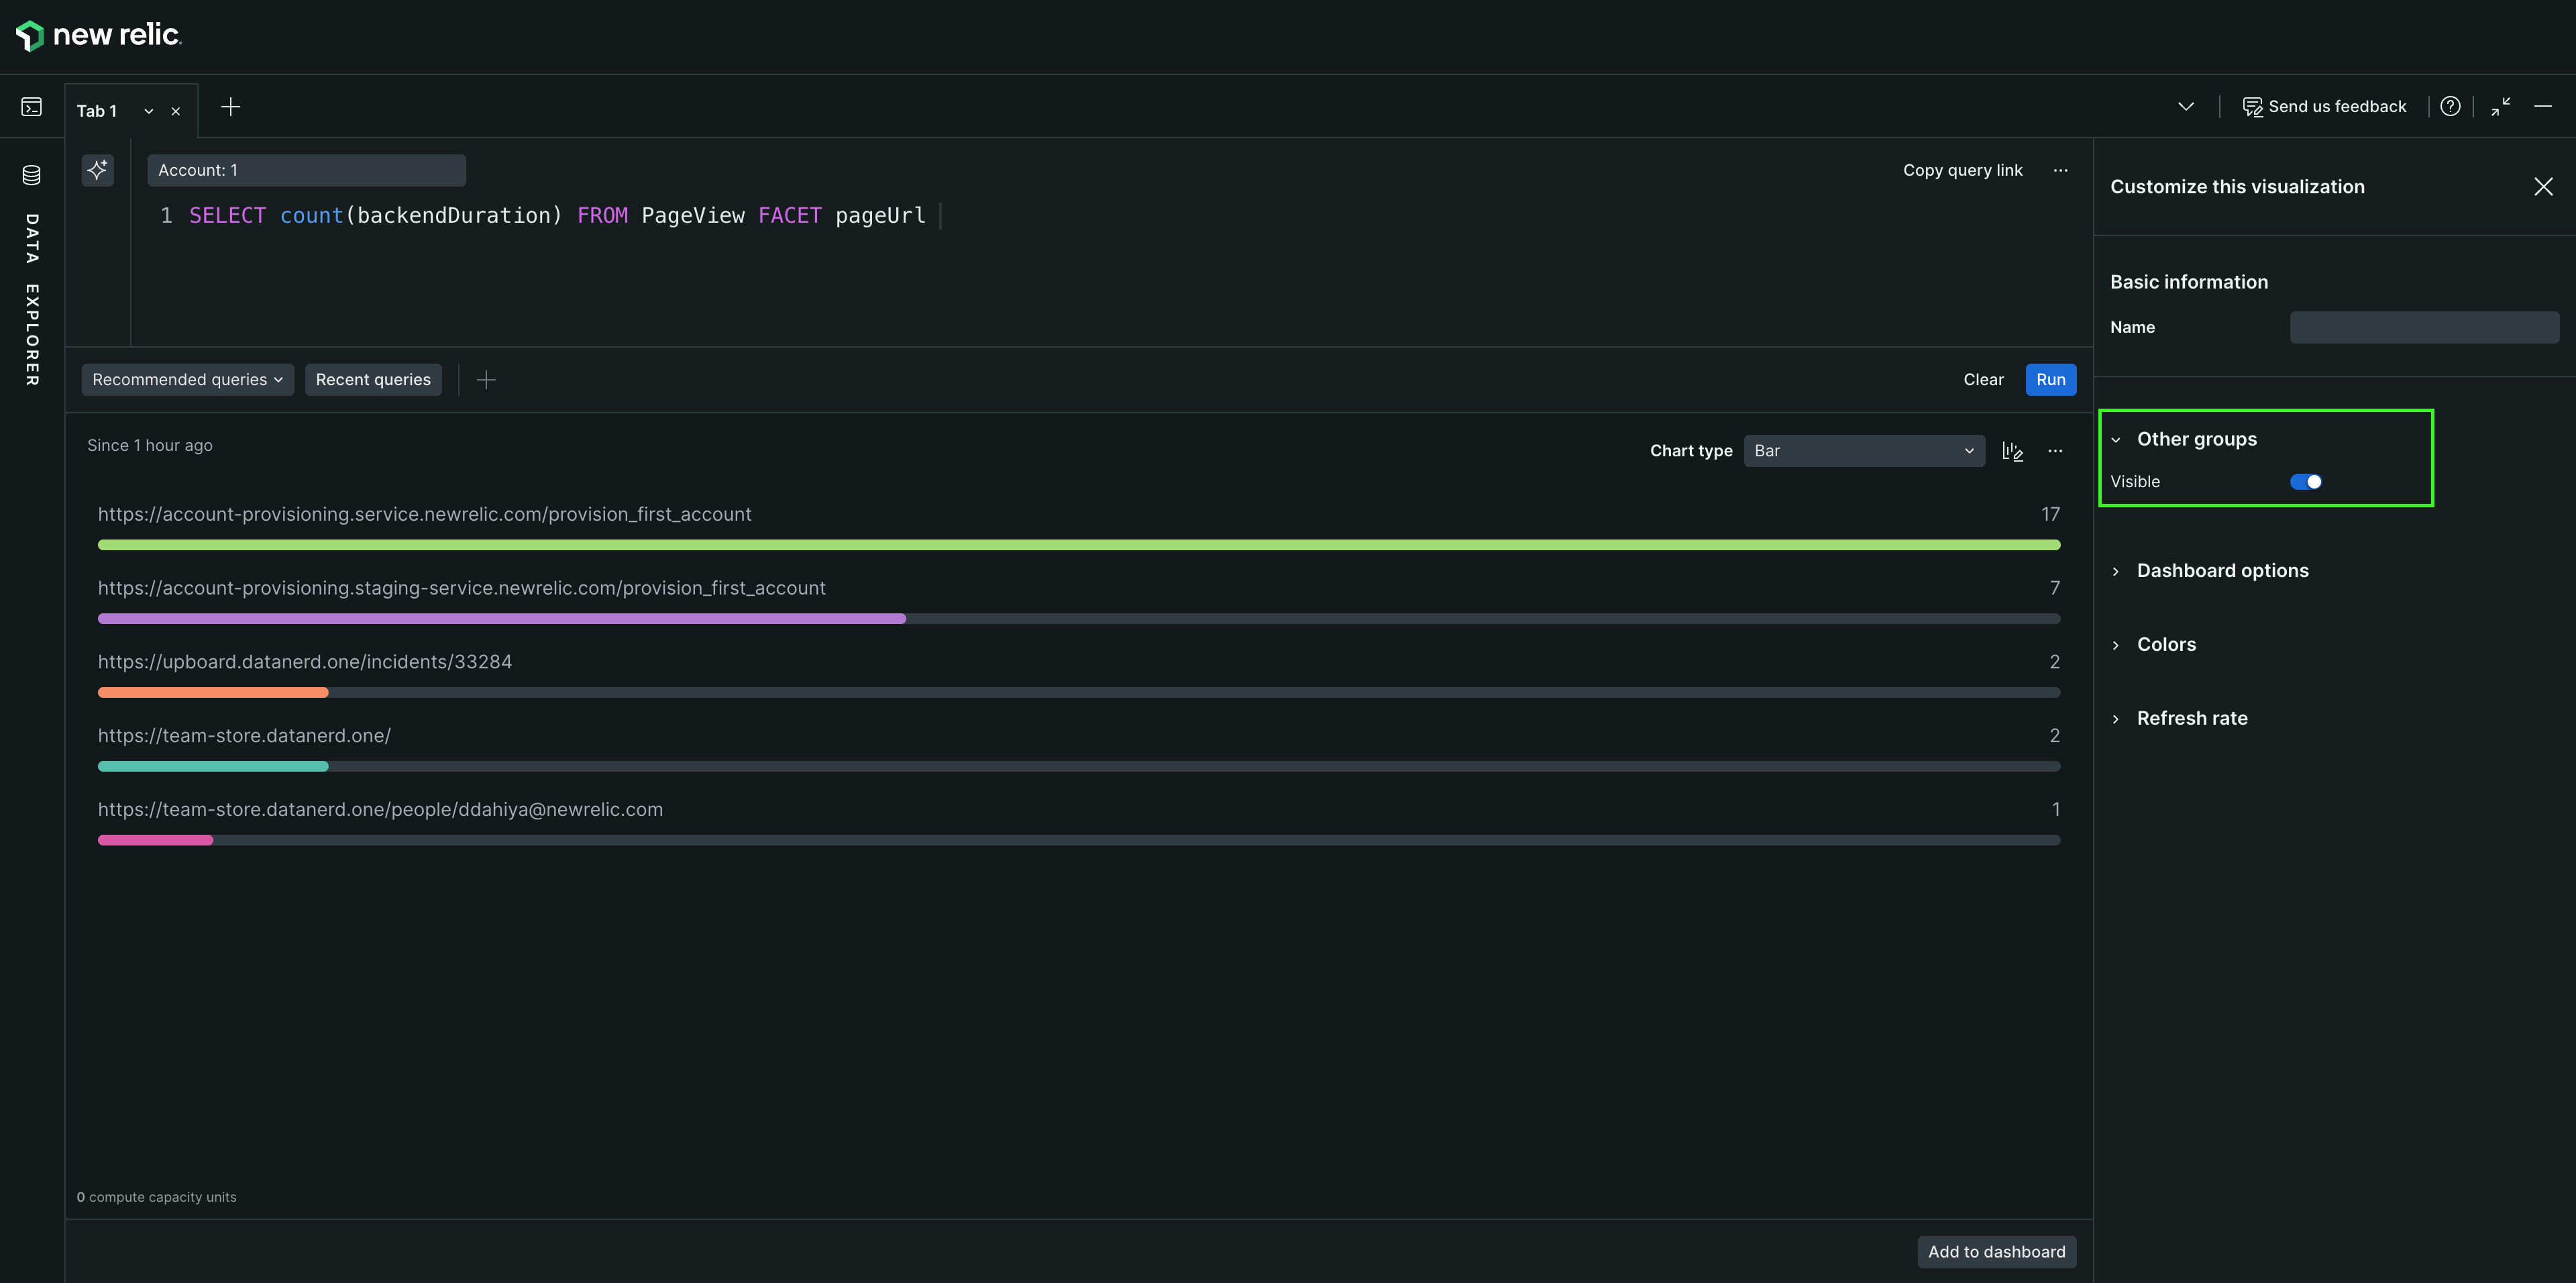 new relic
Tab 1
Send us feedback
DATA EXPLORER
Account: 1
Copy query link
1 SELECT count(backendDuration) FROM PageView FACET pageUrl
Recommended queries
Recent queries
Clear
Run
Since 1 hour ago
Chart type
Bar
https://account-provisioning.service.newrelic.com/provision_first_account 17
https://account-provisioning.staging-service.newrelic.com/provision_first_account 7
https://upboard.datanerd.one/incidents/33284 2
https://team-store.datanerd.one/ 2
https://team-store.datanerd.one/people/ddahiya@newrelic.com 1
0 compute capacity units
Add to dashboard
Customize this visualization
Basic information
Name
Other groups
Visible
Dashboard options
Colors
Refresh rate